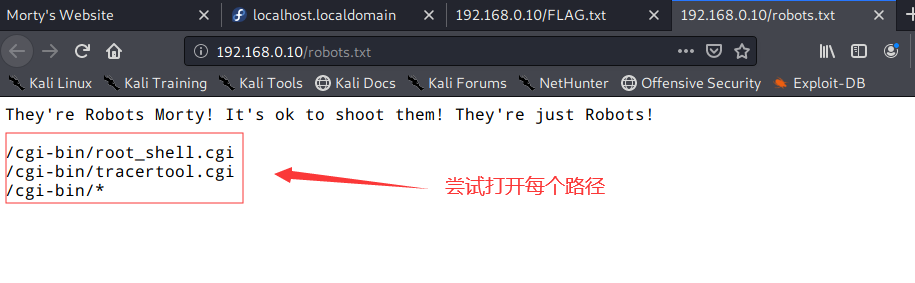 Morty's Website
localhost.localdomain
192.168.0.10/FLAG.txt
192.168.0.10/robots.txt
192.168.0.10/robots.txt
Kali Linux
Kali Training
Kali Tools
Kali Docs
Kali Forums
NetHunter
Offensive Security
Exploit-DB
They're Robots Morty! It's ok to shoot them! They're just Robots!
/cgi-bin/root_shell.cgi
/cgi-bin/tracertool.cgi
/cgi-bin/*
尝试打开每个路径